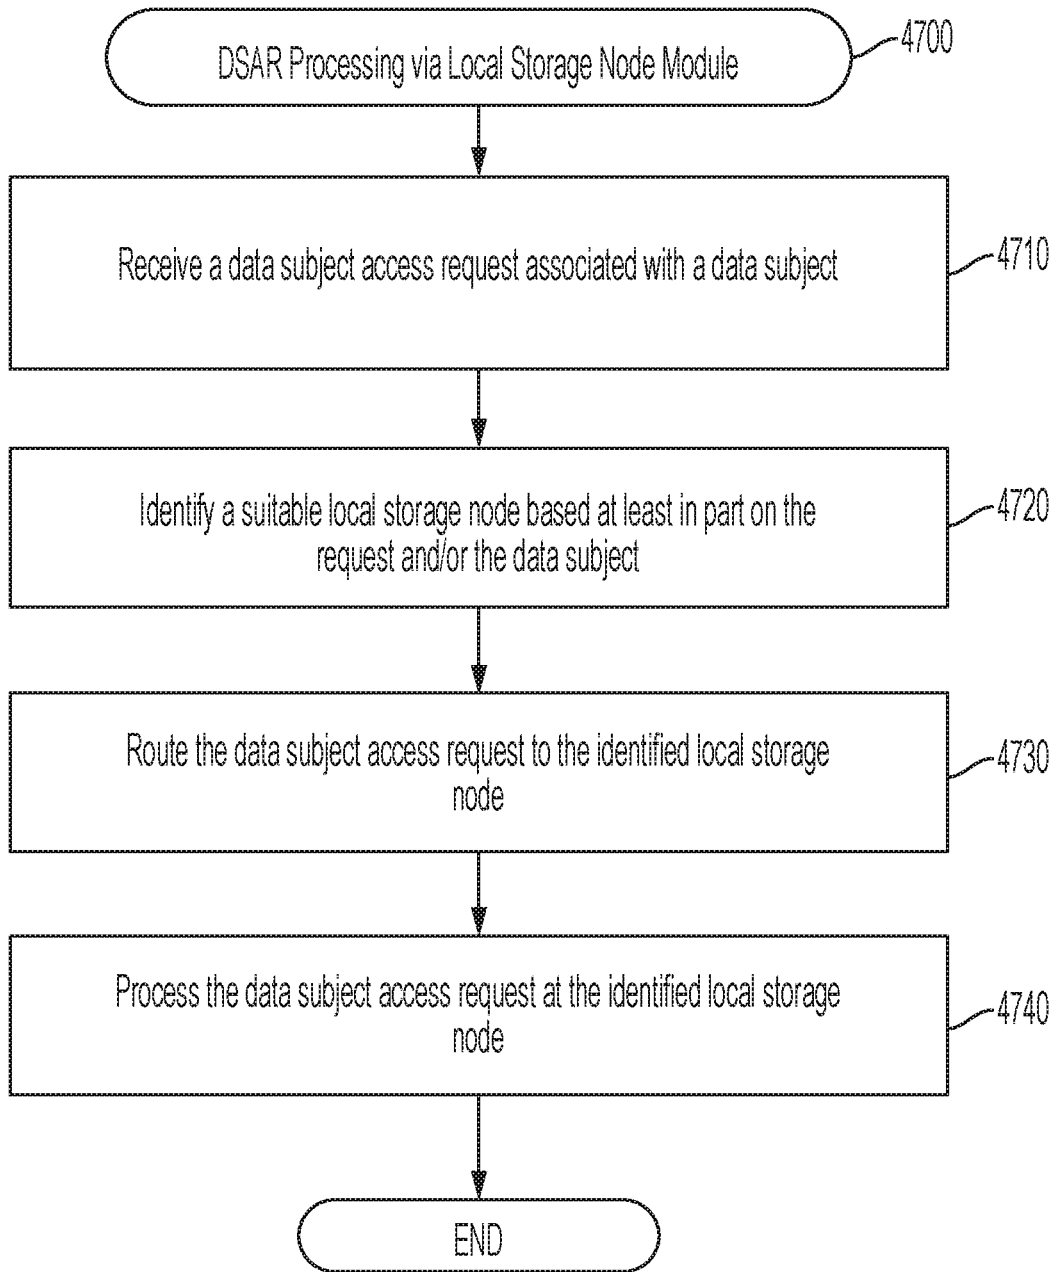 DSAR Processing via Local Storage Node Module
4700
Receive a data subject access request associated with a data subject
4710
Identify a suitable local storage node based at least in part on the
request and/or the data subject
4720
Route the data subject access request to the identified local storage
node
4730
Process the data subject access request at the identified local storage
node
4740
END